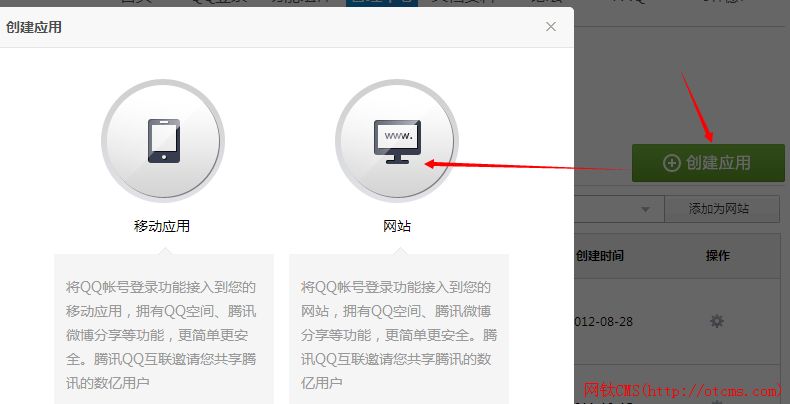 管理中心
创建应用
×
创建应用
www.
移动应用
网站
添加为网站
将QQ帐号登录功能接入到您的
移动应用，拥有QQ空间、腾讯
微博分享等功能，更简单更安
全。腾讯QQ互联邀请您共享腾
讯的数亿用户
将QQ帐号登录功能接入到您的
网站，拥有QQ空间、腾讯微博
分享等功能，更简单更安全。腾
讯QQ互联邀请您共享腾讯的数
亿用户
创建时间 操作
012-08-28
网钛CMS(http://otcms.com)